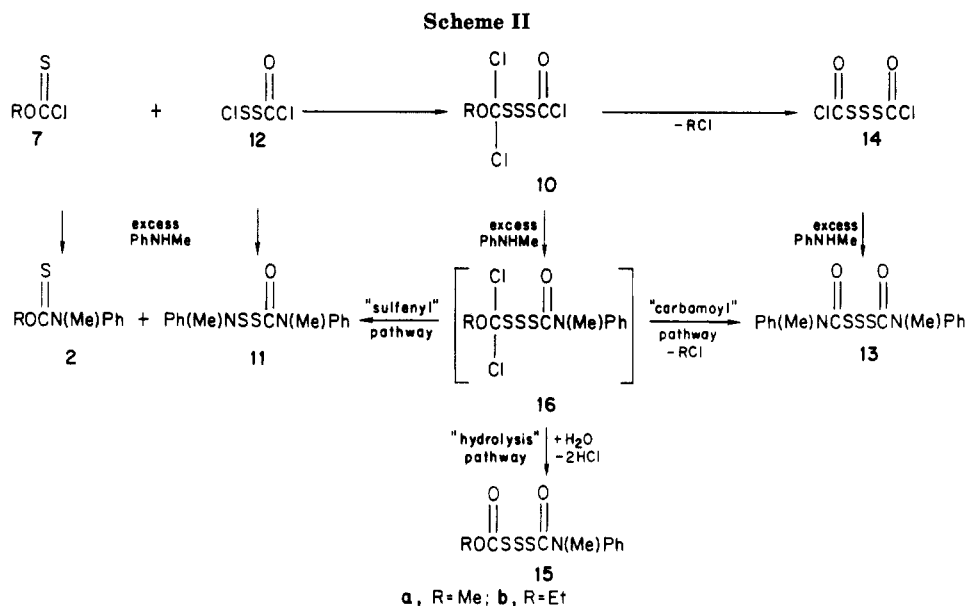 Scheme II
S
ROCCl
7
+
O
ClSSCCl
12
Cl O
ROCSSSCCl
Cl
10
-RCl
O O
ClCSSSCCl
14
excess
PhNHMe
excess
PhNHMe
excess
PhNHMe
S
ROCN(Me)Ph
2
+
O
Ph(Me)NSSCN(Me)Ph
11
"sulfenyl"
pathway
Cl O
ROCSSSCN(Me)Ph
Cl
16
"carbamoyl"
pathway
-RCl
O O
Ph(Me)NCSSSCN(Me)Ph
13
"hydrolysis"
pathway
+H₂O
-2HCl
O O
ROCSSSCN(Me)Ph
15
a, R=Me; b, R=Et